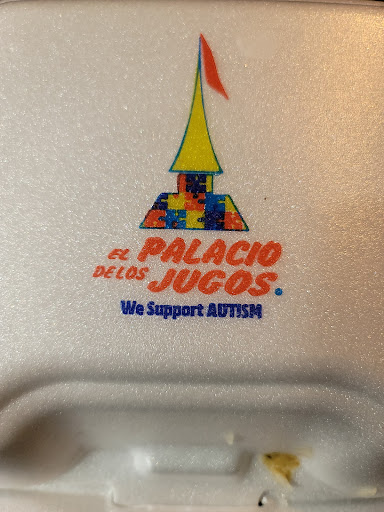 EL PALACIO
DE LOS JUGOS.
We Support AUTISM